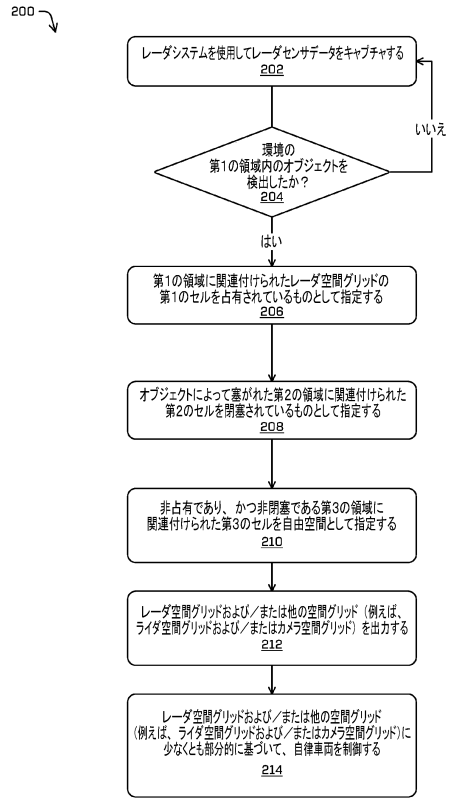 200
レーダシステムを使用してレーダセンサデータをキャプチャする
202
いいえ
環境の
第1の領域内のオブジェクトを
検出したか？
204
はい
第1の領域に関連付けられたレーダ空間グリッドの
第1のセルを占有されているものとして指定する
206
オブジェクトによって塞がれた第2の領域に関連付けられた
第2のセルを閉塞されているものとして指定する
208
非占有であり、かつ非閉塞である第3の領域に
関連付けられた第3のセルを自由空間として指定する
210
レーダ空間グリッドおよび／または他の空間グリッド（例えば、
ライダ空間グリッドおよび／またはカメラ空間グリッド）を出力する
212
レーダ空間グリッドおよび／または他の空間グリッド
（例えば、ライダ空間グリッドおよび／またはカメラ空間グリッド）に
少なくとも部分的に基づいて、自律車両を制御する
214